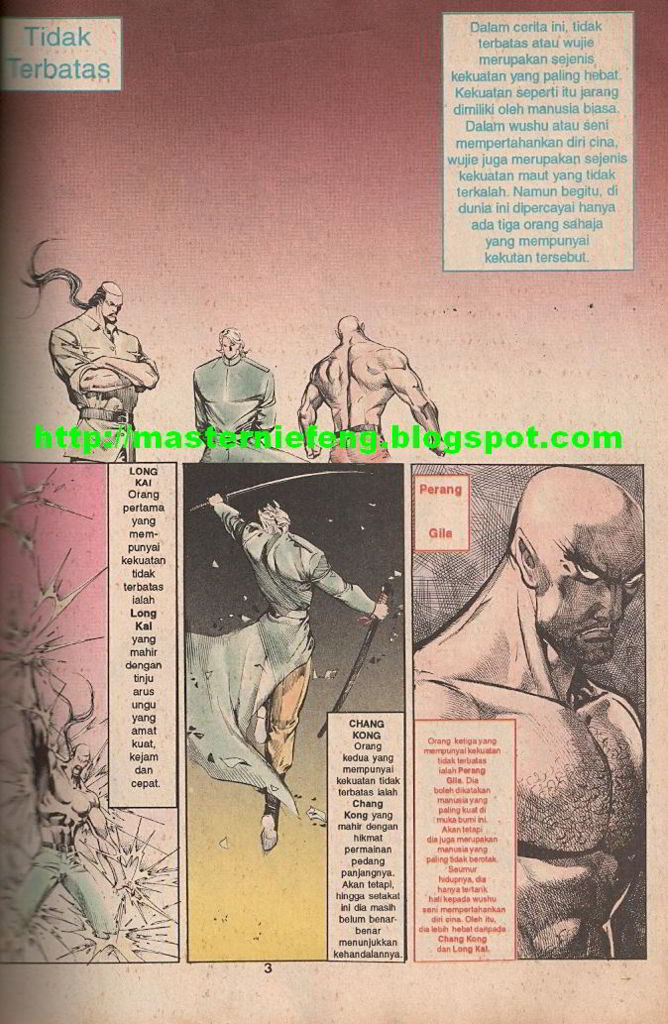 Tidak
Terbatas
Dalam cerita ini, tidak
terbatas atau wujie
merupakan sejenis
kekuatan yang paling hebat.
Kekuatan seperti itu jarang
dimiliki oleh manusia biasa.
Dalam wushu atau seni
mempertahankan diri cina,
wujie juga merupakan sejenis
kekuatan maut yang tidak
terkalah. Namun begitu, di
dunia ini dipercayai hanya
ada tiga orang sahaja
yang mempunyai
kekutan tersebut.
http://masterniefeng.blogspot.com
LONG
KAI
Orang
pertama
yang
mem-
punyai
kekuatan
tidak
terbatas
ialah
Long
Kai
yang
mahir
dengan
tinju
arus
ungu
yang
amat
kuat,
kejam
dan
cepat.
CHANG
KONG
Orang
kedua yang
mempunyai
kekuatan tidak
terbatas ialah
Chang
Kong yang
mahir dengan
hikmat
permainan
pedang
panjangnya.
Akan tetapi,
hingga setakat
ini dia masih
belum benar-
benar
menunjukkan
kehandalannya.
Perang
Gila
Orang ketiga yang
mempunyai kekuatan
tidak terbatas
ialah Perang
Gila. Dia
boleh dikatakan
manusia yang
paling kuat di
muka bumi ini.
Akan tetapi
dia juga merupakan
manusia yang
paling tidak berotak.
Seumur
hidupnya, dia
hanya tertarik
hati kepada wushu
seni mempertahankan
diri cina. Oleh itu,
dia lebih hebat daripada
Chang Kong
dan Long Kai.
3